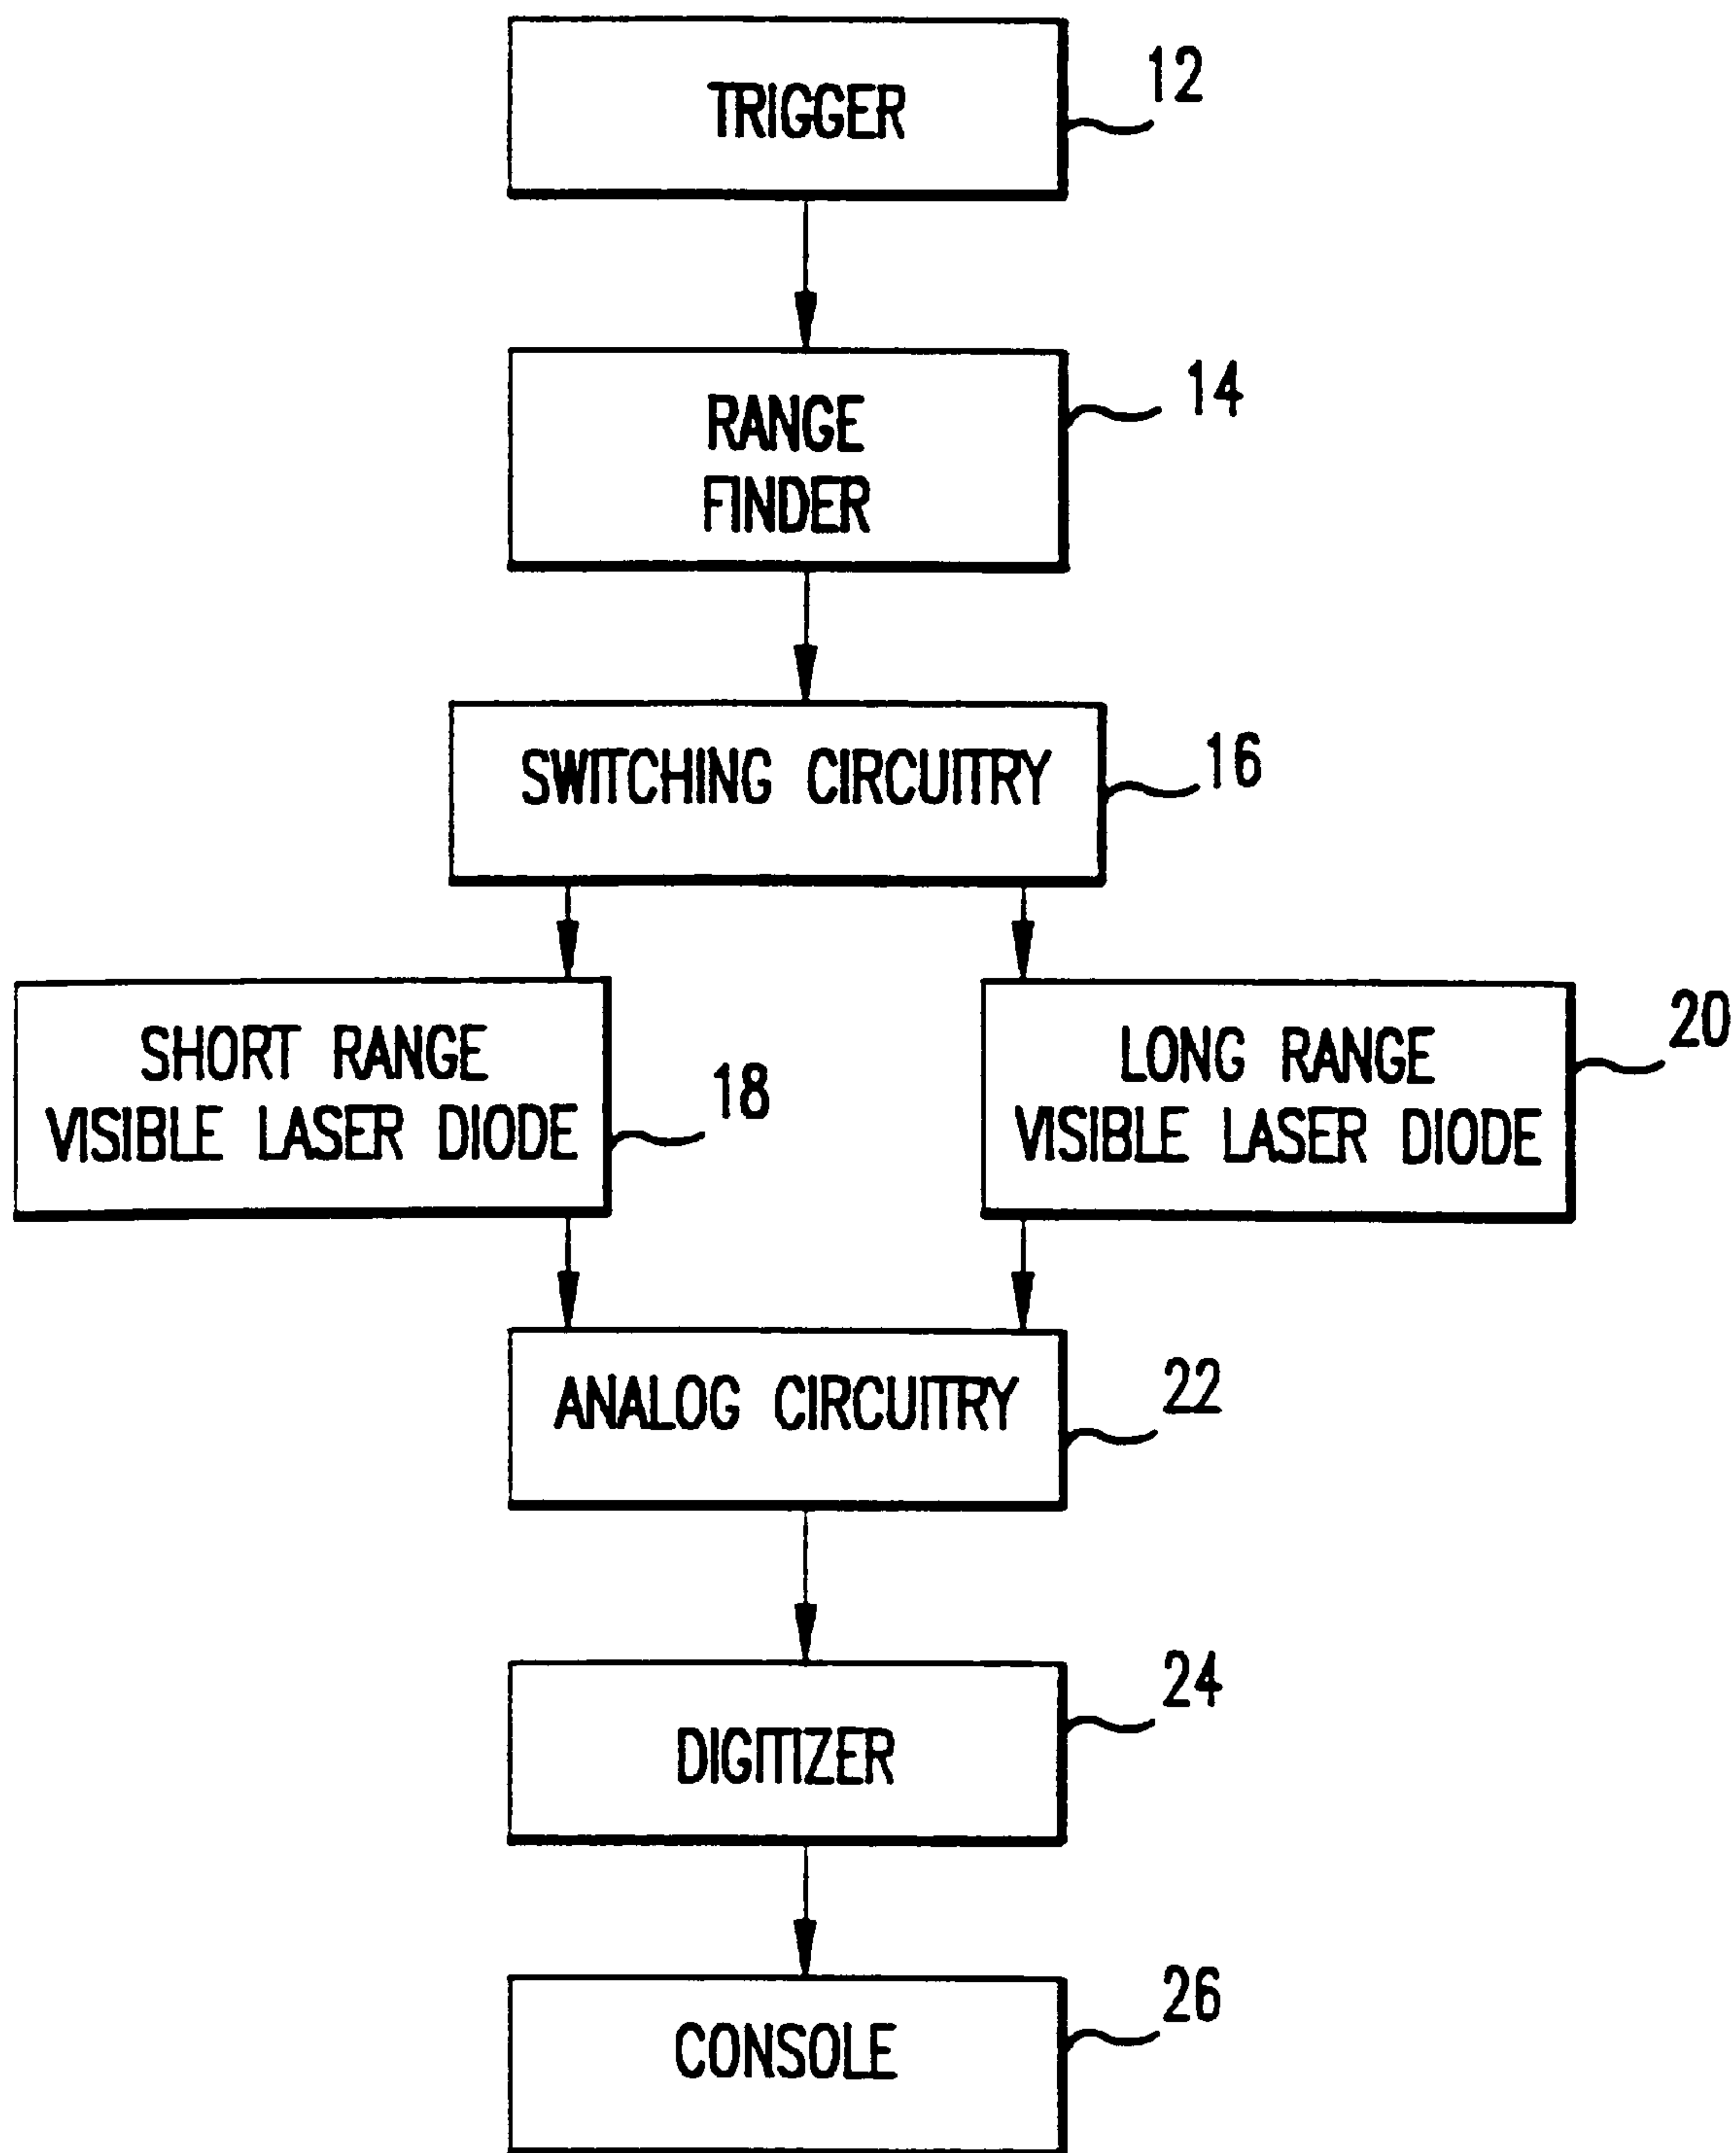 TRIGGER
12
RANGE
FINDER
14
SWITCHING CIRCUITRY
16
SHORT RANGE
VISIBLE LASER DIODE
18
LONG RANGE
VISIBLE LASER DIODE
20
ANALOG CIRCUITRY
22
DIGITIZER
24
CONSOLE
26